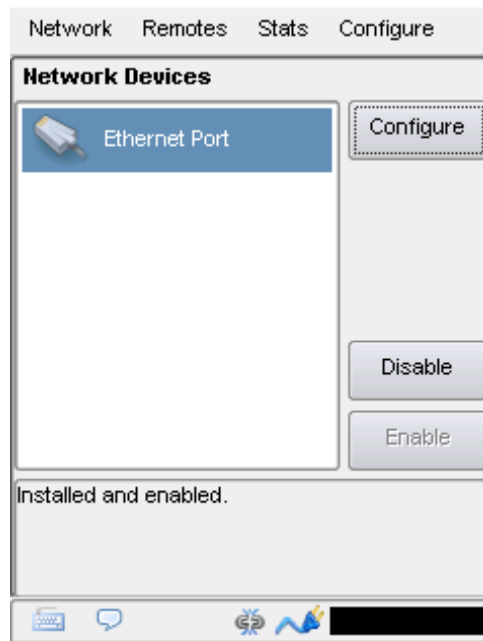 Network Remotes Stats Configure
Network Devices
Ethernet Port
Configure
Disable
Enable
Installed and enabled.